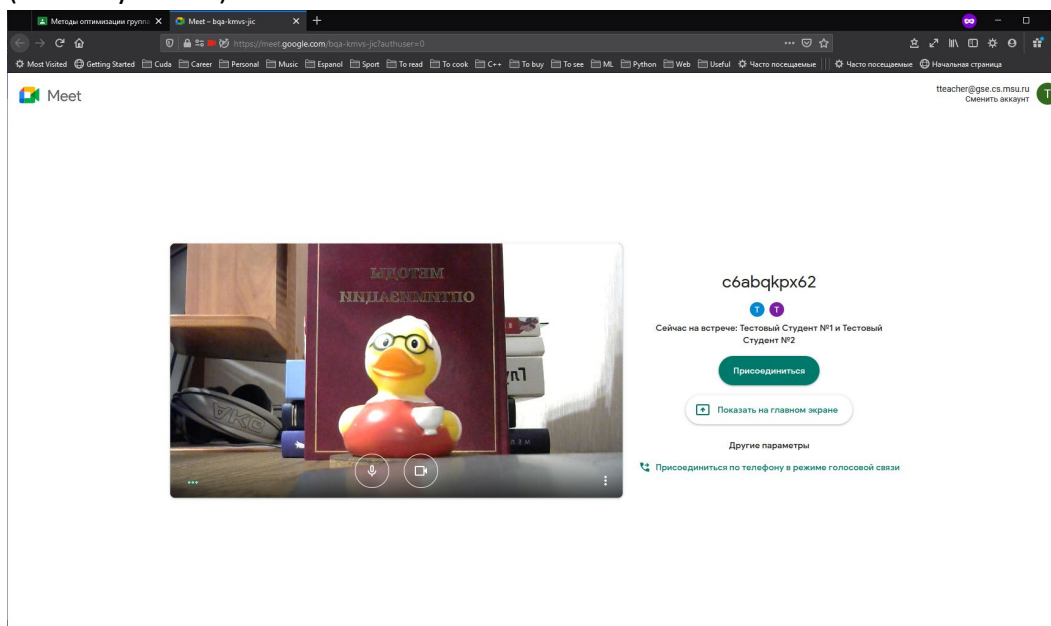 Методы оптимизации группа
Meet – bqa-kmvs-jic
https://meet.google.com/bqa-kmvs-jic?authuser=0
Most Visited Getting Started Cuda Career Personal Music Espanol Sport To read To cook C++ To buy To see ML Python Web Useful Часто посещаемые Часто посещаемые Начальная страница
Meet
tteacher@gse.cs.msu.ru
Сменить аккаунт
T
МЕТОДЫ
ОПТИМИЗАЦИИ
AKG
c6abqkpx62
T T
Сейчас на встрече: Тестовый Студент №1 и Тестовый
Студент №2
Присоединиться
Показать на главном экране
Другие параметры
Присоединиться по телефону в режиме голосовой связи